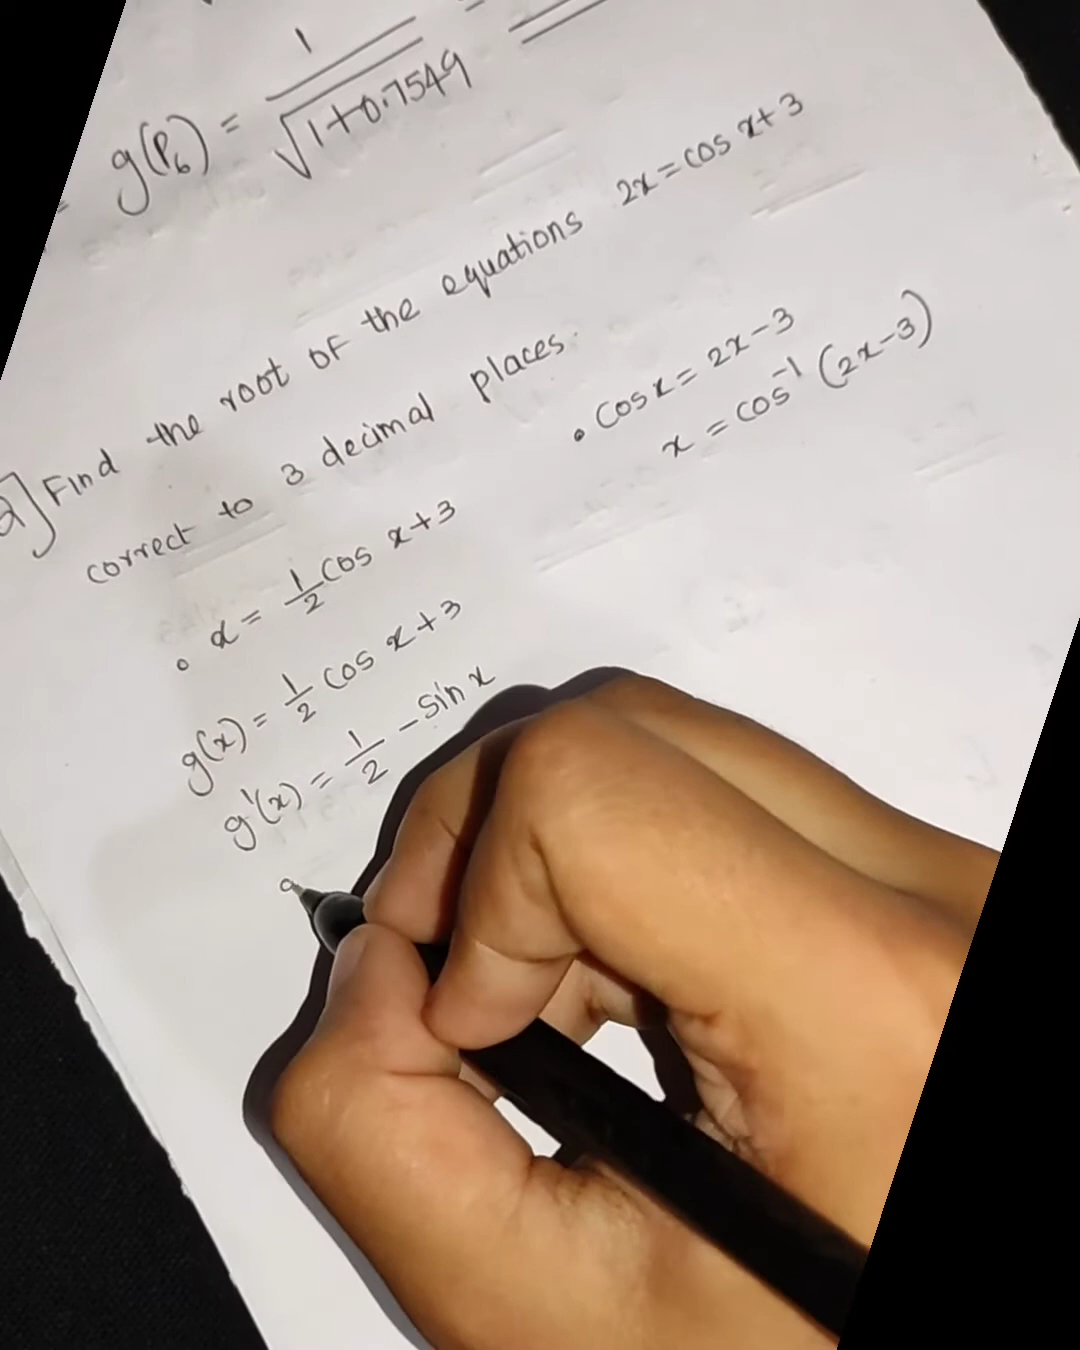 g(P₆) = 1/√1+0.7549 =
2] Find the root of the equations 2x = cos x + 3
correct to 3 decimal places.
• cos x = 2x - 3
x = cos⁻¹ (2x - 3)
• x = 1/2 cos x + 3
g(x) = 1/2 cos x + 3
g'(x) = 1/2 - sin x